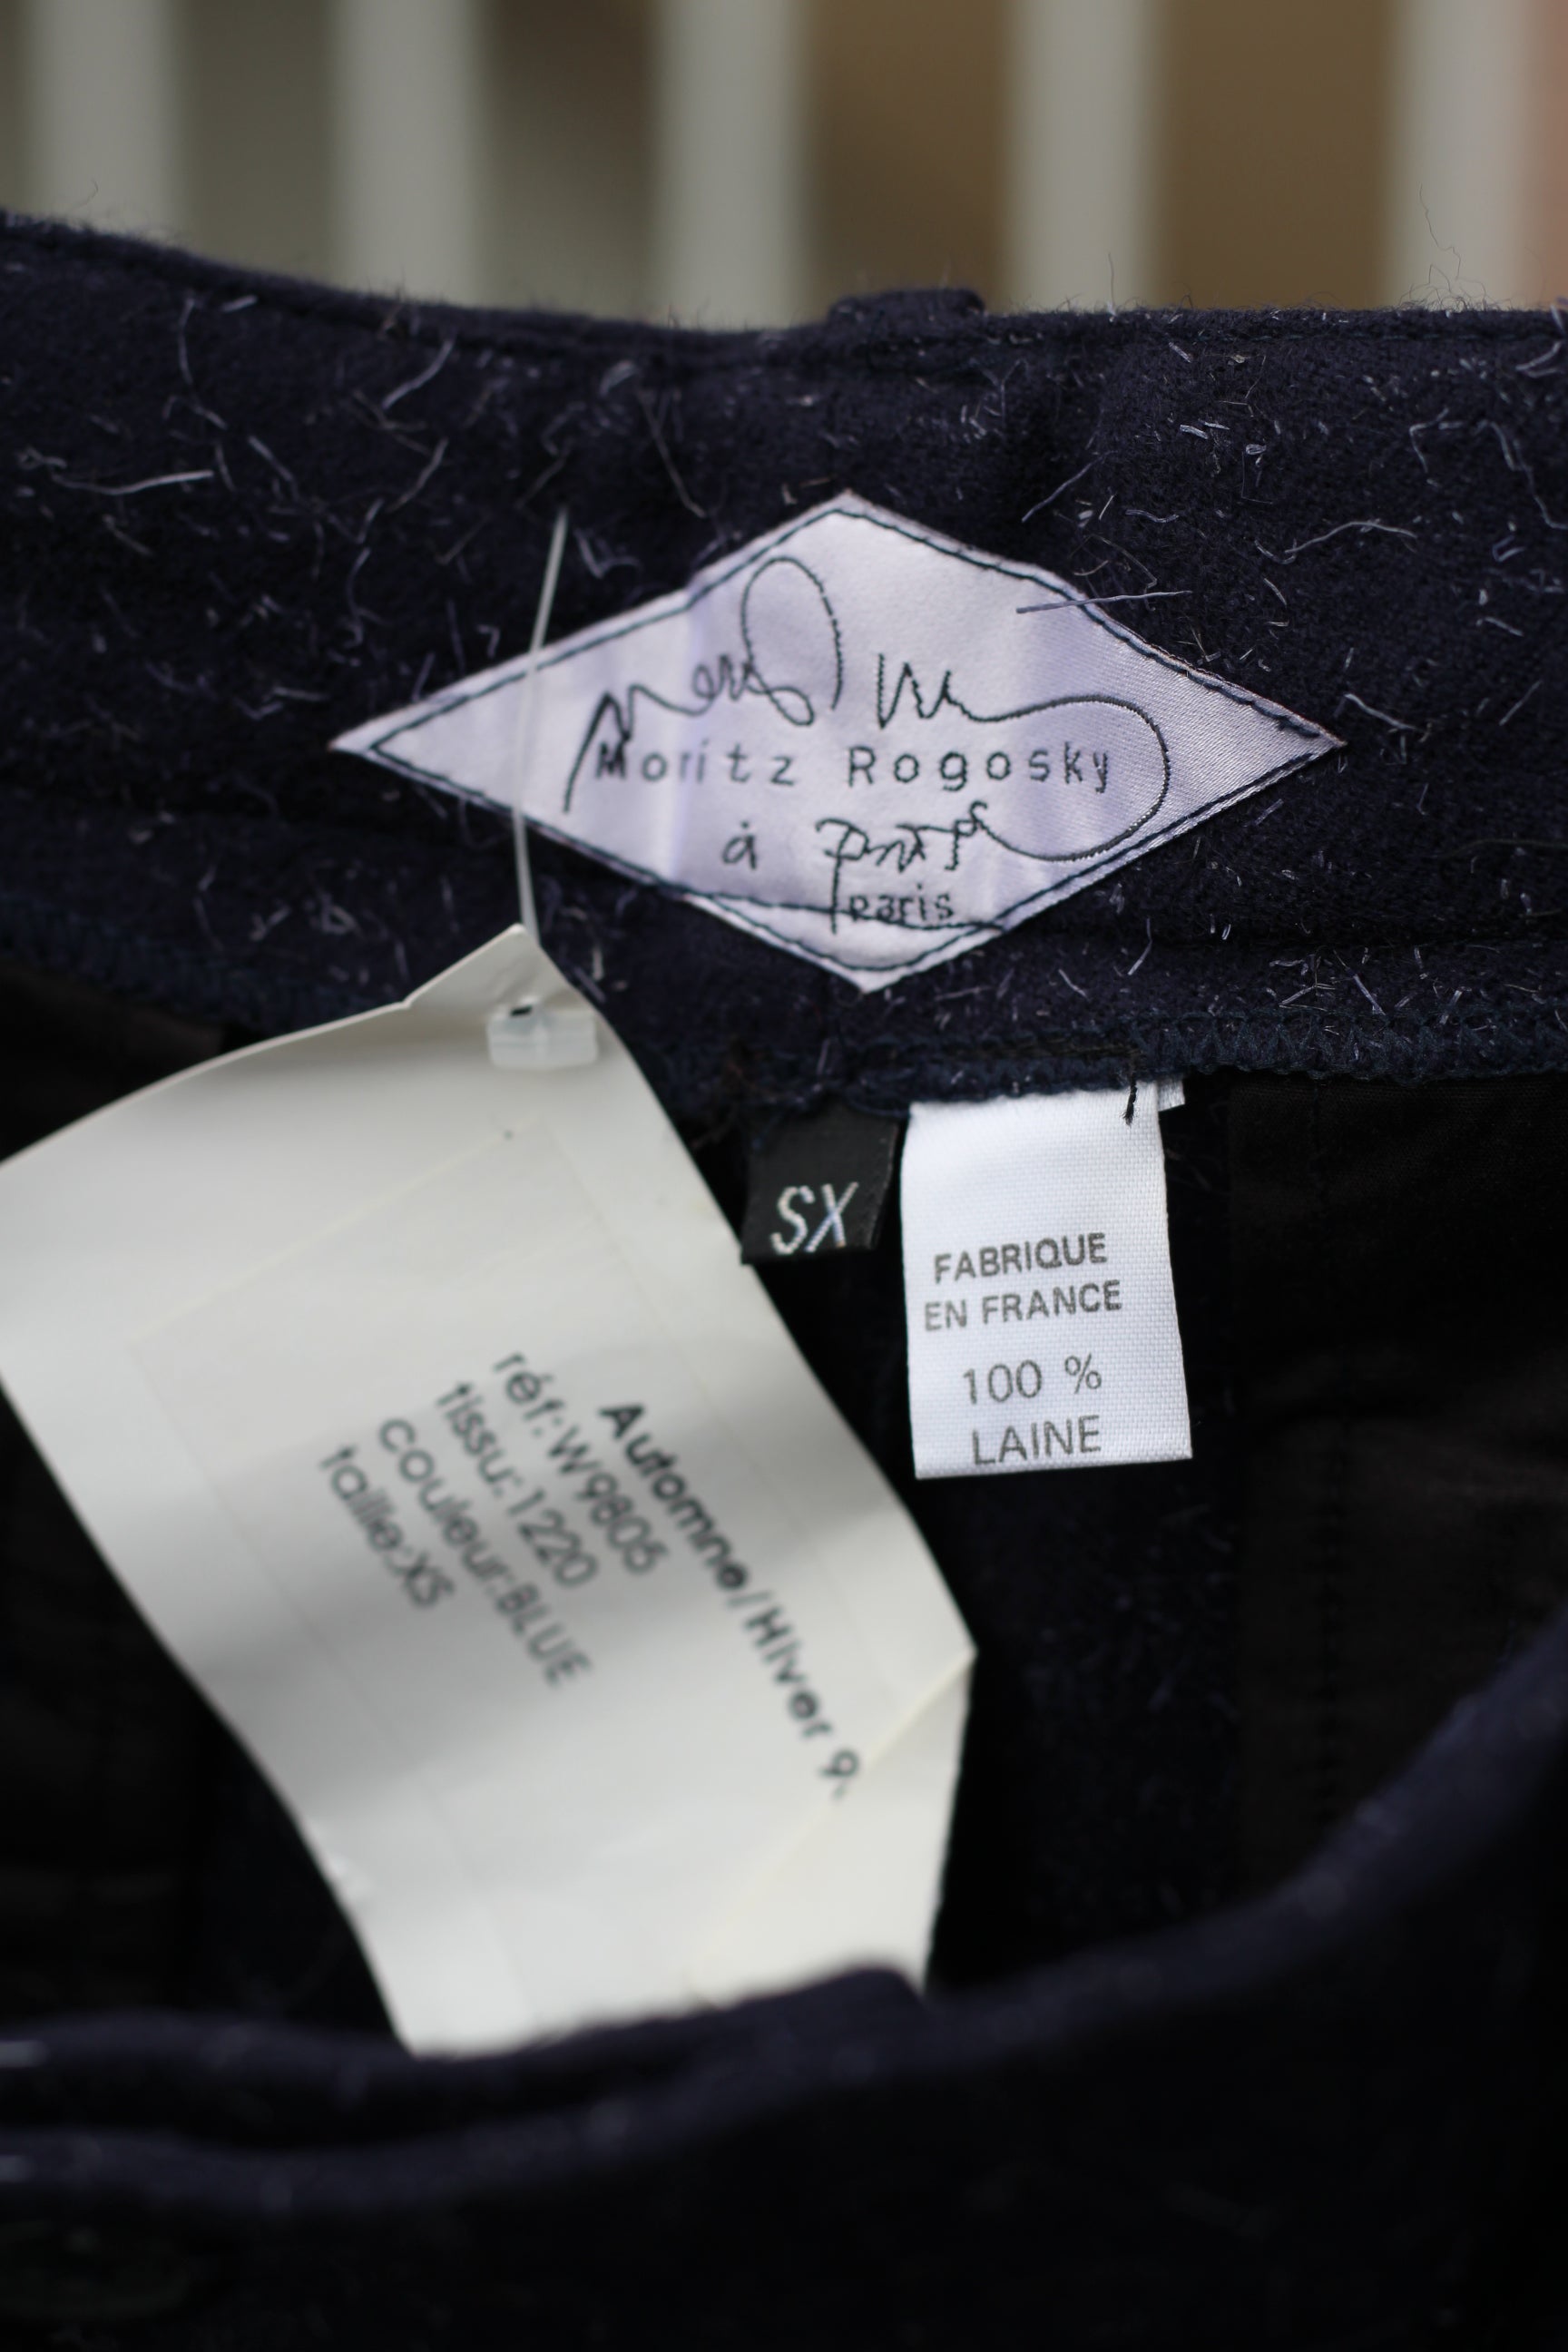 Moritz Rogosky
à
paris
SX
FABRIQUE
EN FRANCE
100 %
LAINE
Automne/Hiver 9
réf:W9805
tissu:1220
couleur:BLUE
taille:XS